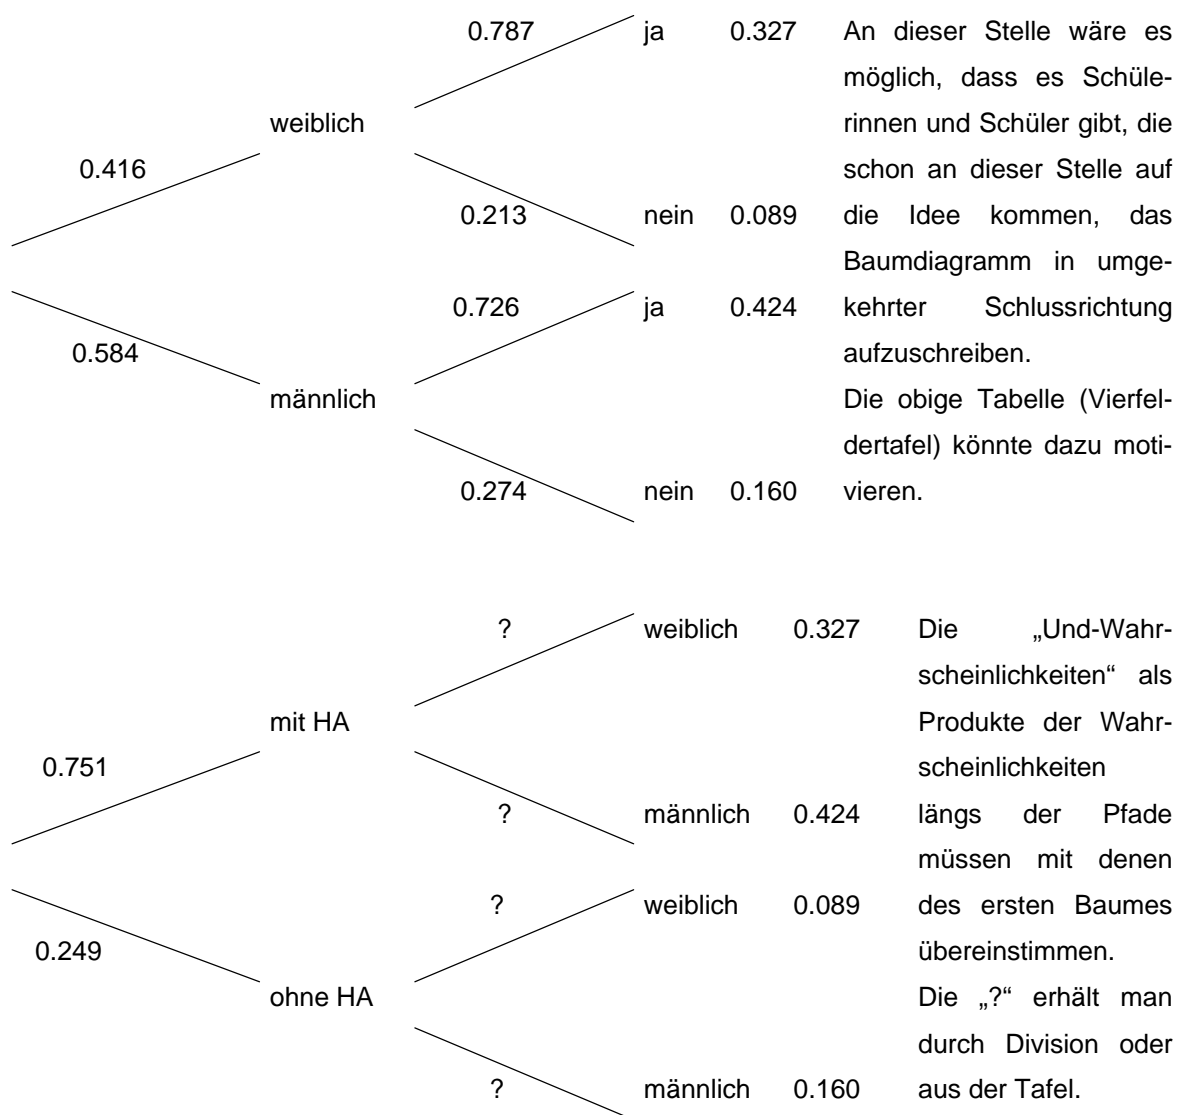 0.787 ja 0.327 An dieser Stelle wäre es
möglich, dass es Schüle-
weiblich rinnen und Schüler gibt, die
0.416 schon an dieser Stelle auf
0.213 nein 0.089 die Idee kommen, das
Baumdiagramm in umge-
0.726 ja 0.424 kehrter Schlussrichtung
0.584 aufzuschreiben.
männlich Die obige Tabelle (Vierfel-
dertafel) könnte dazu moti-
0.274 nein 0.160 vieren.
? weiblich 0.327 Die „Und-Wahr-
scheinlichkeiten“ als
mit HA Produkte der Wahr-
0.751 scheinlichkeiten
? männlich 0.424 längs der Pfade
müssen mit denen
? weiblich 0.089 des ersten Baumes
0.249 übereinstimmen.
ohne HA Die „?“ erhält man
durch Division oder
? männlich 0.160 aus der Tafel.